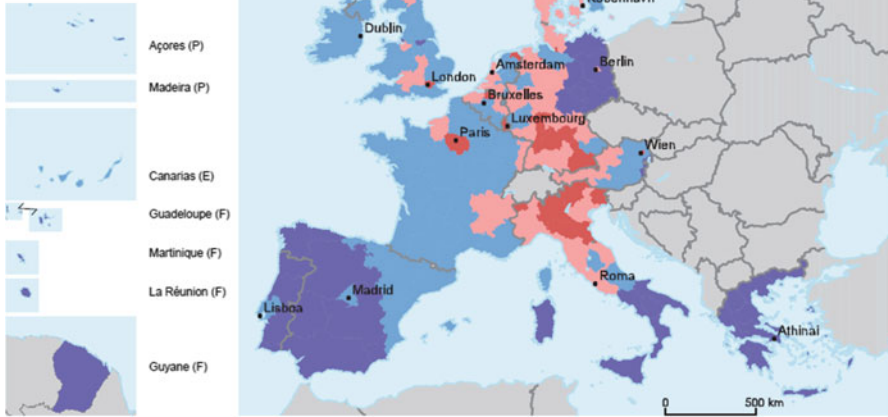 Açores (P)
Madeira (P)
Canarias (E)
Guadeloupe (F)
Martinique (F)
La Réunion (F)
Guyane (F)
København
Dublin
Amsterdam
Berlin
London
Bruxelles
Luxembourg
Paris
Wien
Roma
Madrid
Lisboa
Athinai
0 500 km